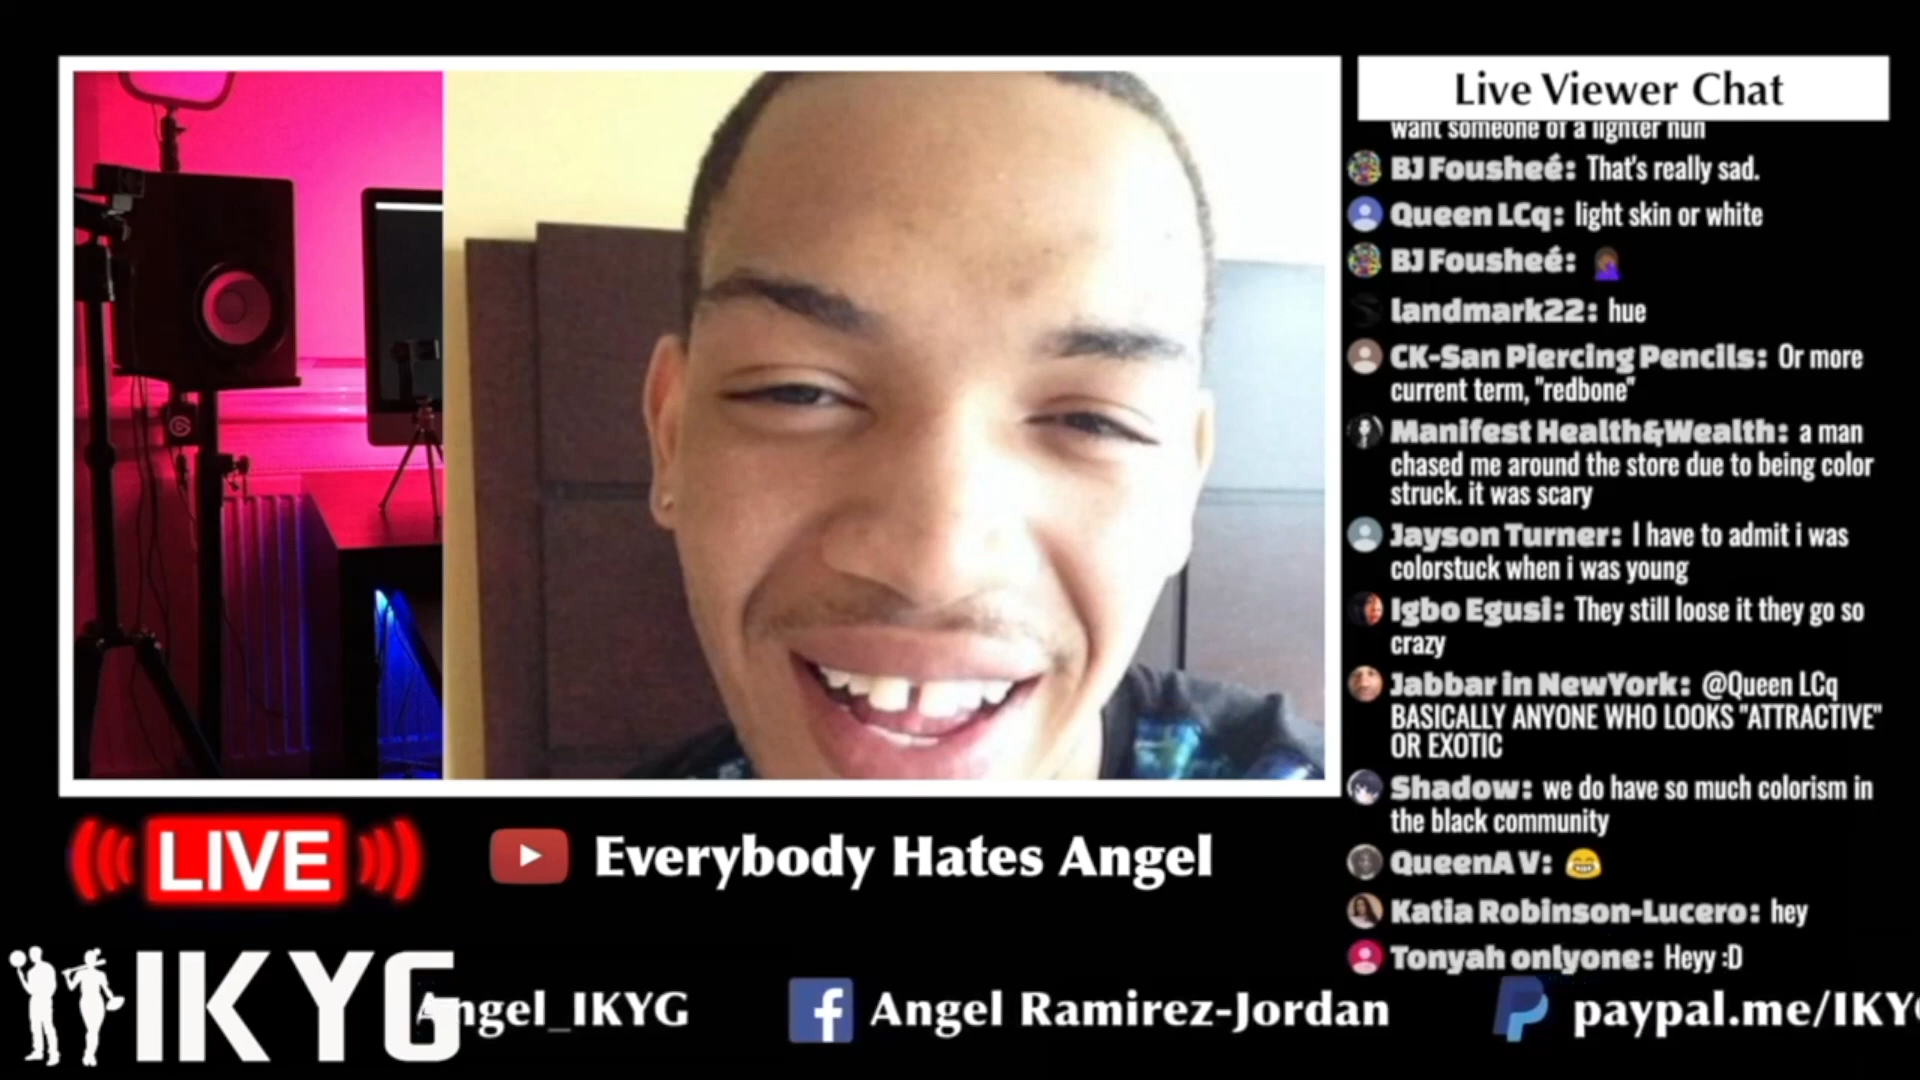 Live Viewer Chat
want someone of a lighter hun
BJ Fousheé: That's really sad.
Queen LCq: light skin or white
BJ Fousheé: 🤦🏾‍♀️
landmark22: hue
CK-San Piercing Pencils: Or more
current term, "redbone"
Manifest Health&Wealth: a man
chased me around the store due to being color
struck. it was scary
Jayson Turner: I have to admit i was
colorstuck when i was young
Igbo Egusi: They still loose it they go so
crazy
Jabbar in NewYork: @Queen LCq
BASICALLY ANYONE WHO LOOKS "ATTRACTIVE"
OR EXOTIC
Shadow: we do have so much colorism in
the black community
QueenA V: 😂
Katia Robinson-Lucero: hey
Tonyah onlyone: Heyy :D
LIVE
Everybody Hates Angel
IKYG
Angel_IKYG
Angel Ramirez-Jordan
paypal.me/IKYG